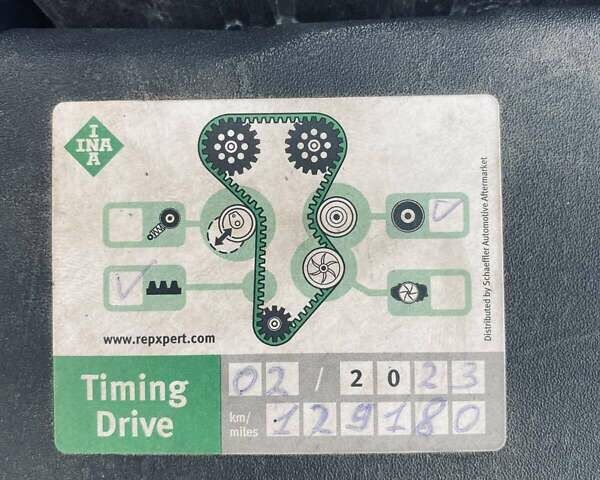 I
INA
A
Distributed by Schaeffler Automotive Aftermarket
www.repxpert.com
Timing
Drive
02 / 2023
km/
miles
129180